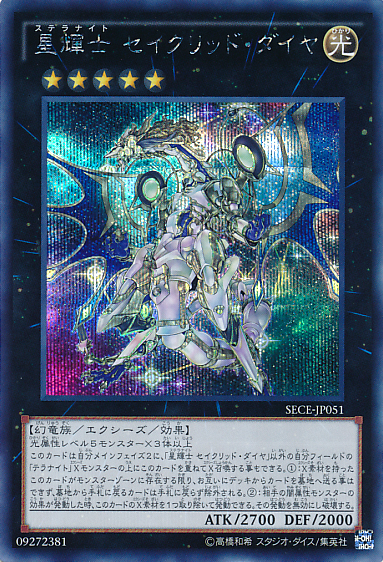 ステラナイト
星輝士 セイクリッド・ダイヤ
ひかり
光
SECE-JP051
【幻竜族/エクシーズ/効果】
光属性レベル5モンスター×3体以上
このカードは自分メインフェイズ2に、「星輝士 セイクリッド・ダイヤ」以外の自分フィールドの
「テラナイト」Xモンスターの上にこのカードを重ねてX召喚する事もできる。①:X素材を持った
このカードがモンスターゾーンに存在する限り、お互いにデッキからカードを墓地へ送る事は
できず、墓地から手札に戻るカードは手札に戻らず除外される。②:相手の闇属性モンスターの
効果が発動した時、このカードのX素材を1つ取り除いて発動できる。その発動を無効にし破壊する。
ATK/2700 DEF/2000
09272381
©高橋和希 スタジオ・ダイス/集英社